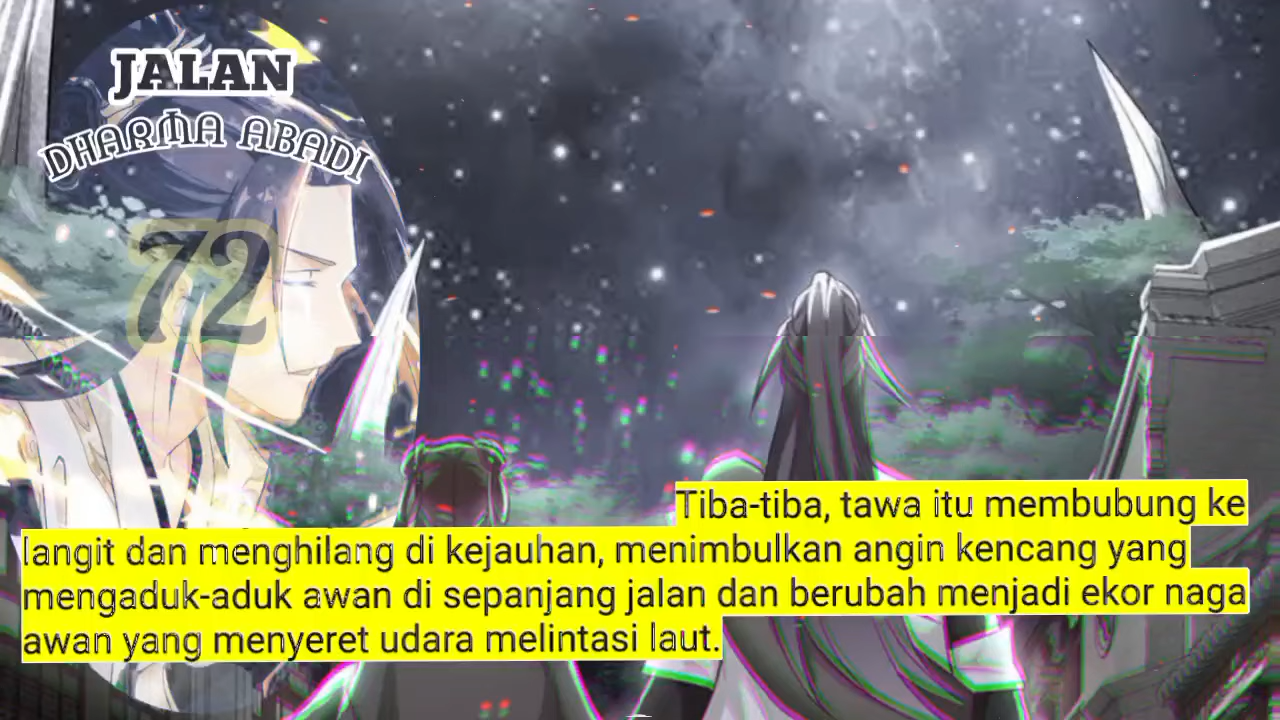 JALAN
DHARMA ABADI
72
Tiba-tiba, tawa itu membubung ke
langit dan menghilang di kejauhan, menimbulkan angin kencang yang
mengaduk-aduk awan di sepanjang jalan dan berubah menjadi ekor naga
awan yang menyeret udara melintasi laut.